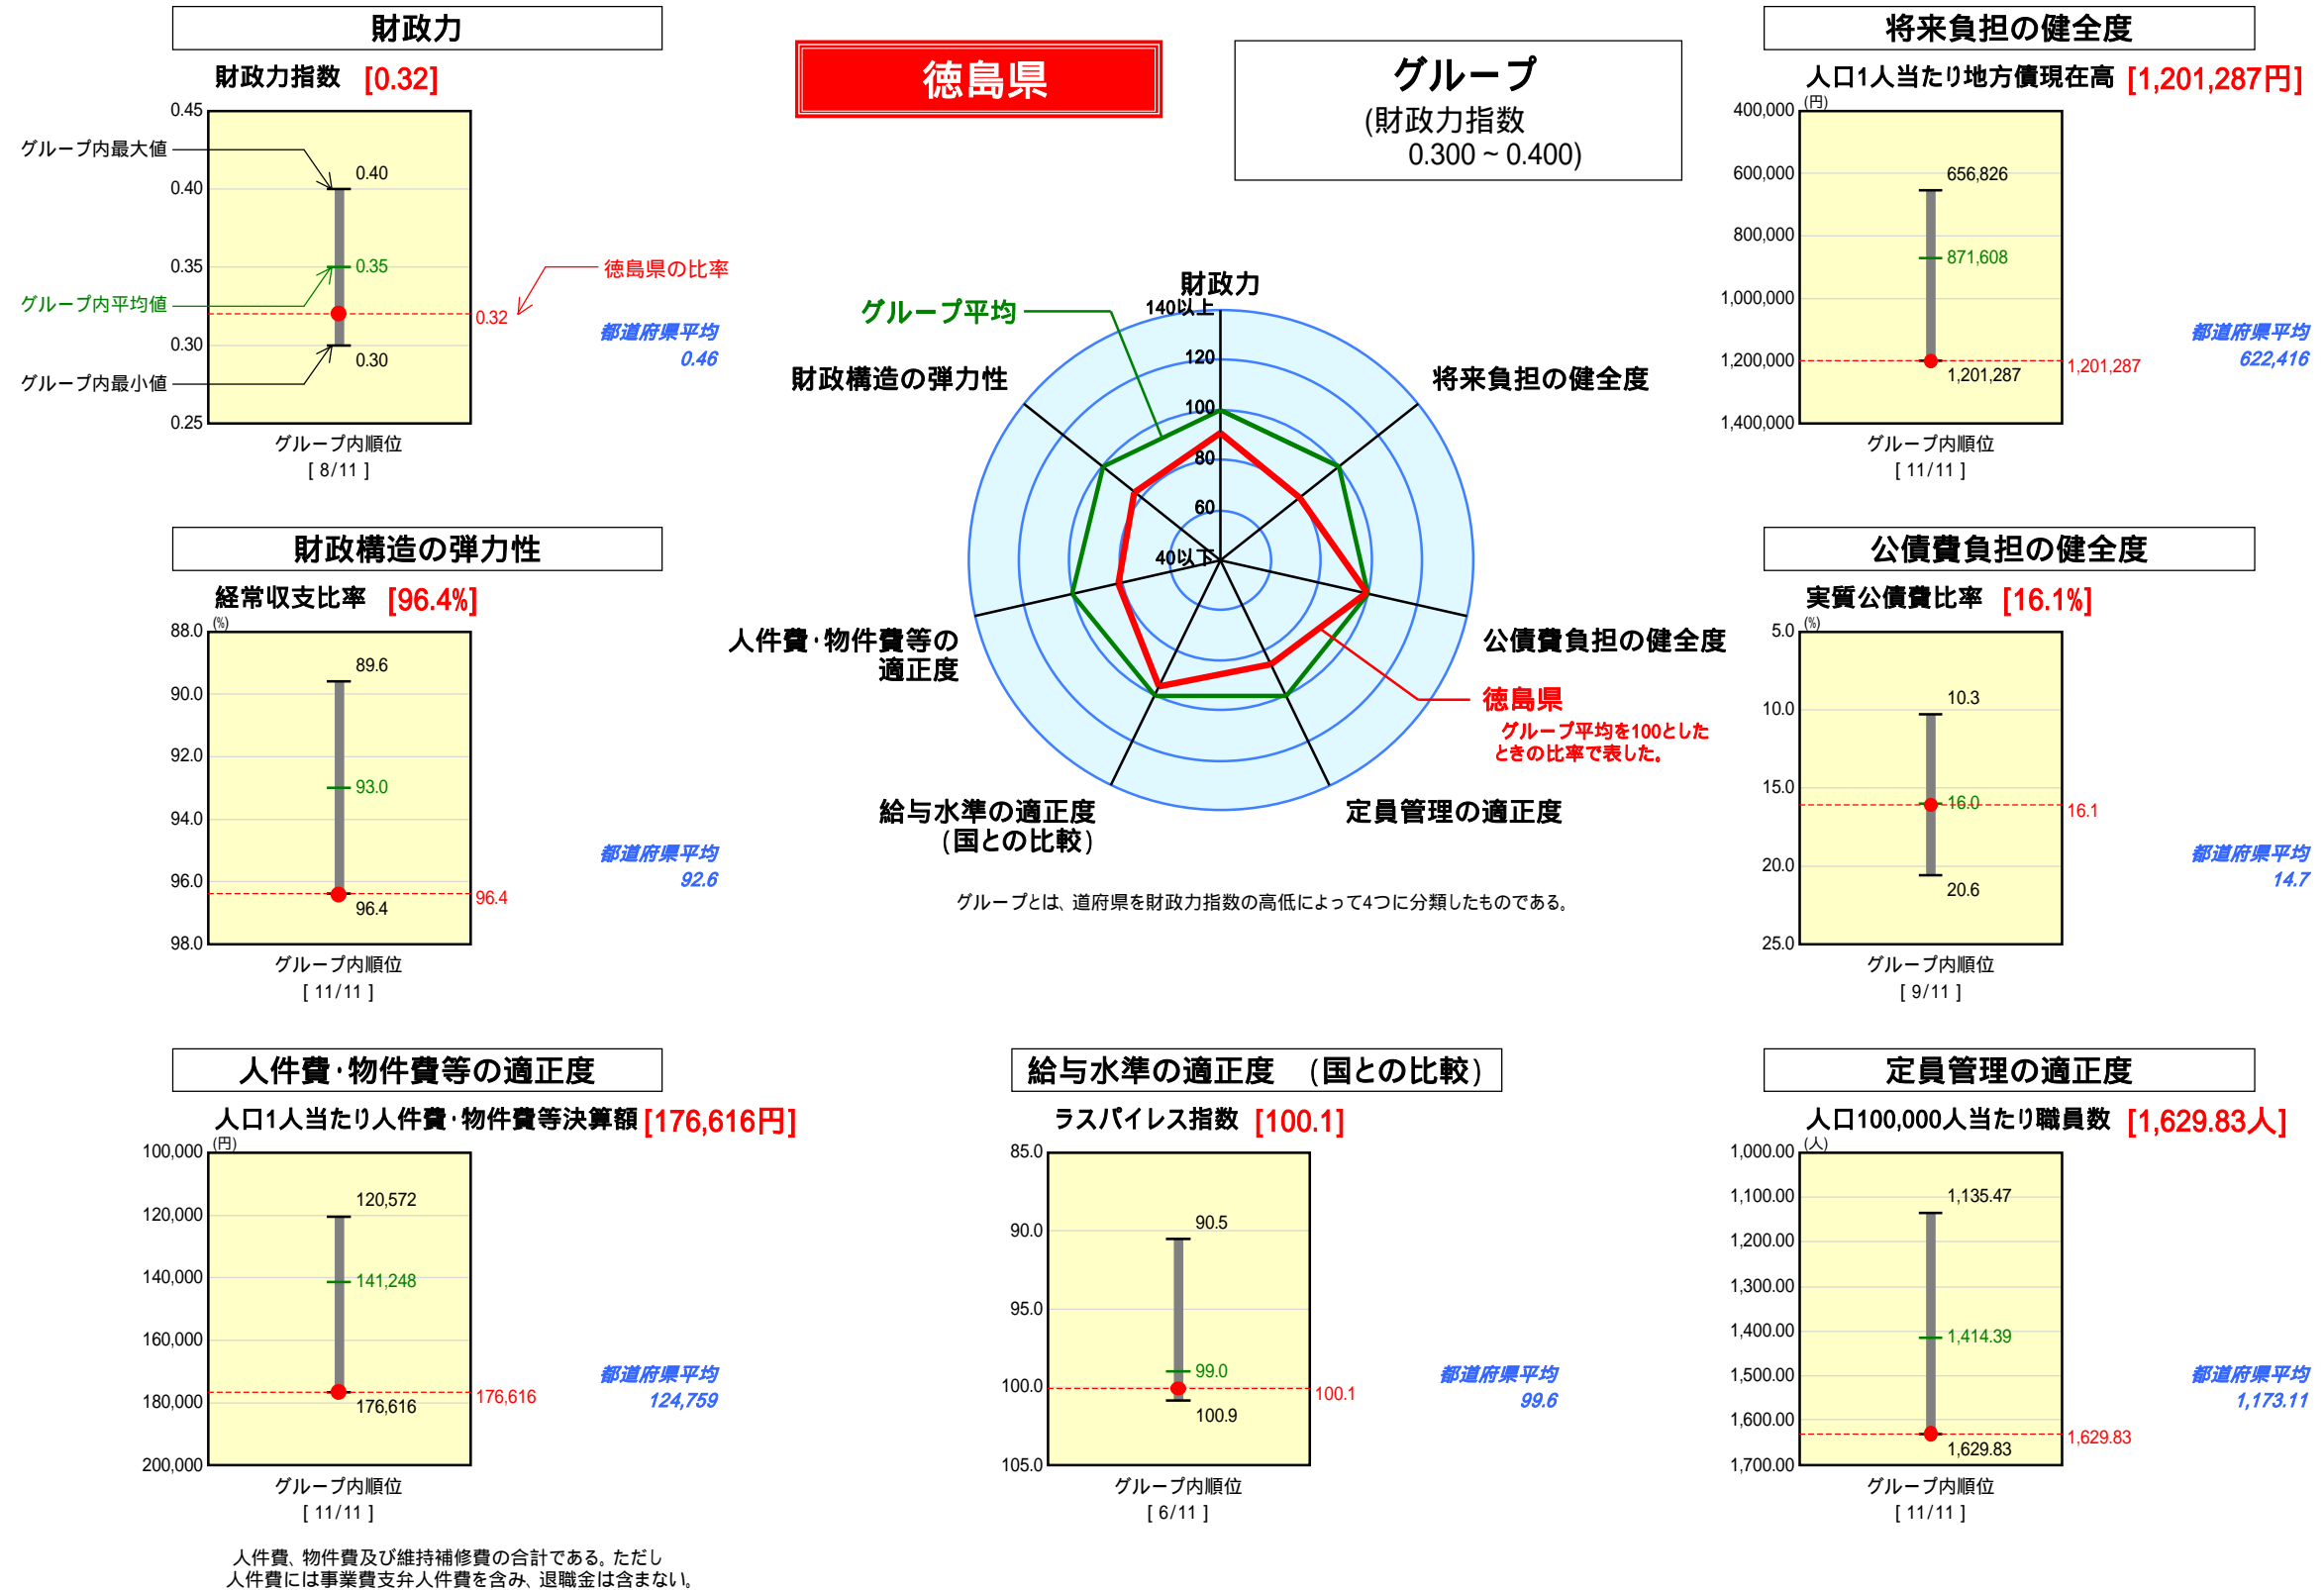 財政力
財政力指数 [0.32]
0.45
0.40
0.35
0.30
0.25
グループ内最大値
グループ内平均値
グループ内最小値
0.40
0.35
0.30
0.32
徳島県の比率
都道府県平均
0.46
グループ内順位
[ 8/11 ]
徳島県
グループ
(財政力指数
0.300 ~ 0.400)
将来負担の健全度
人口1人当たり地方債現在高 [1,201,287円]
(円)
400,000
600,000
800,000
1,000,000
1,200,000
1,400,000
656,826
871,608
1,201,287
1,201,287
都道府県平均
622,416
グループ内順位
[ 11/11 ]
グループ平均
財政力
140以上
120
100
80
60
40以下
財政構造の弾力性
将来負担の健全度
人件費・物件費等の
適正度
公債費負担の健全度
給与水準の適正度
(国との比較)
定員管理の適正度
徳島県
グループ平均を100とした
ときの比率で表した。
グループとは、道府県を財政力指数の高低によって4つに分類したものである。
財政構造の弾力性
経常収支比率 [96.4%]
(%)
88.0
90.0
92.0
94.0
96.0
98.0
89.6
93.0
96.4
96.4
都道府県平均
92.6
グループ内順位
[ 11/11 ]
公債費負担の健全度
実質公債費比率 [16.1%]
(%)
5.0
10.0
15.0
20.0
25.0
10.3
16.0
20.6
16.1
都道府県平均
14.7
グループ内順位
[ 9/11 ]
人件費・物件費等の適正度
人口1人当たり人件費・物件費等決算額 [176,616円]
(円)
100,000
120,000
140,000
160,000
180,000
200,000
120,572
141,248
176,616
176,616
都道府県平均
124,759
グループ内順位
[ 11/11 ]
人件費、物件費及び維持補修費の合計である。ただし
人件費には事業費支弁人件費を含み、退職金は含まない。
給与水準の適正度 (国との比較)
ラスパイレス指数 [100.1]
85.0
90.0
95.0
100.0
105.0
90.5
99.0
100.9
100.1
都道府県平均
99.6
グループ内順位
[ 6/11 ]
定員管理の適正度
人口100,000人当たり職員数 [1,629.83人]
(人)
1,000.00
1,100.00
1,200.00
1,300.00
1,400.00
1,500.00
1,600.00
1,700.00
1,135.47
1,414.39
1,629.83
1,629.83
都道府県平均
1,173.11
グループ内順位
[ 11/11 ]